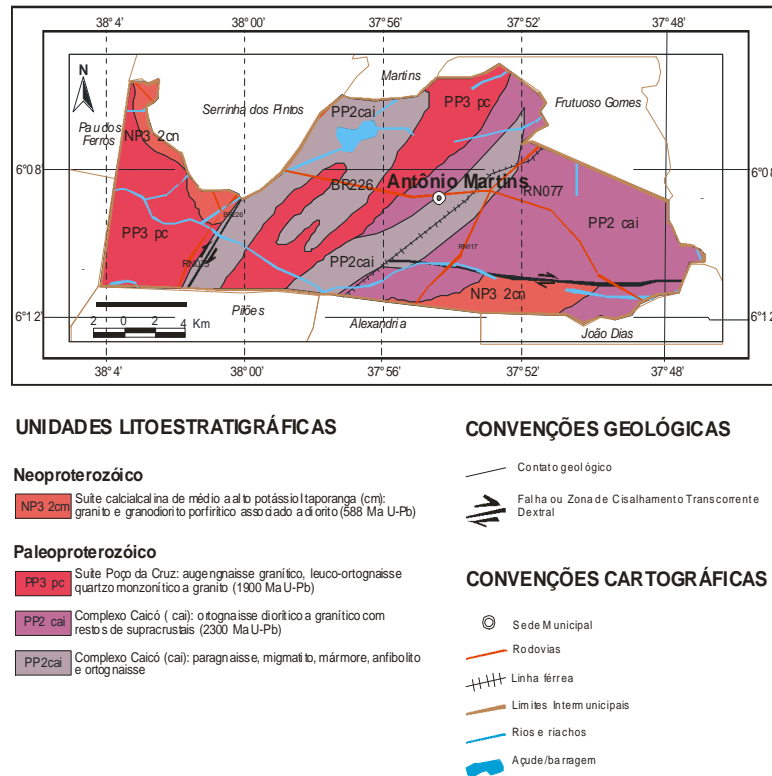 38°4' 38°00' 37°56' 37°52' 37°48'
N
Martins
Serrinha dos Pintos
PP2cai
PP3 pc
Frutuoso Gomes
Pau dos
Ferros
NP3 2cn
6°08'
6°08'
BR226
Antônio Martins
RN077
BR226
PP3 pc
PP2 cai
RN117
PP2cai
RN073
NP3 2cn
Pilões
Alexandria
João Dias
6°12'
6°12'
2 0 2 4 Km
38°4' 38°00' 37°56' 37°52' 37°48'
UNIDADES LITOESTRATIGRÁFICAS
Neoproterozóico
NP3 2cm Suíte calcialcalina de médio a alto potássio Itaporanga (cm):
granito e granodiorito porfirítico associado a diorito (588 Ma U-Pb)
Paleoproterozóico
PP3 pc Suíte Poço da Cruz: augengnaisse granítico, leuco-ortognaisse
quartzo monzonítico a granito (1900 Ma U-Pb)
PP2 cai Complexo Caicó ( cai): ortognaisse diorítico a granítico com
restos de supracrustais (2300 Ma U-Pb)
PP2cai Complexo Caicó (cai): paragnaisse, migmatito, mármore, anfibolito
e ortognaisse
CONVENÇÕES GEOLÓGICAS
Contato geológico
Falha ou Zona de Cisalhamento Transcorrente
Dextral
CONVENÇÕES CARTOGRÁFICAS
Sede Municipal
Rodovias
Linha férrea
Limites Intermunicipais
Rios e riachos
Açude/barragem